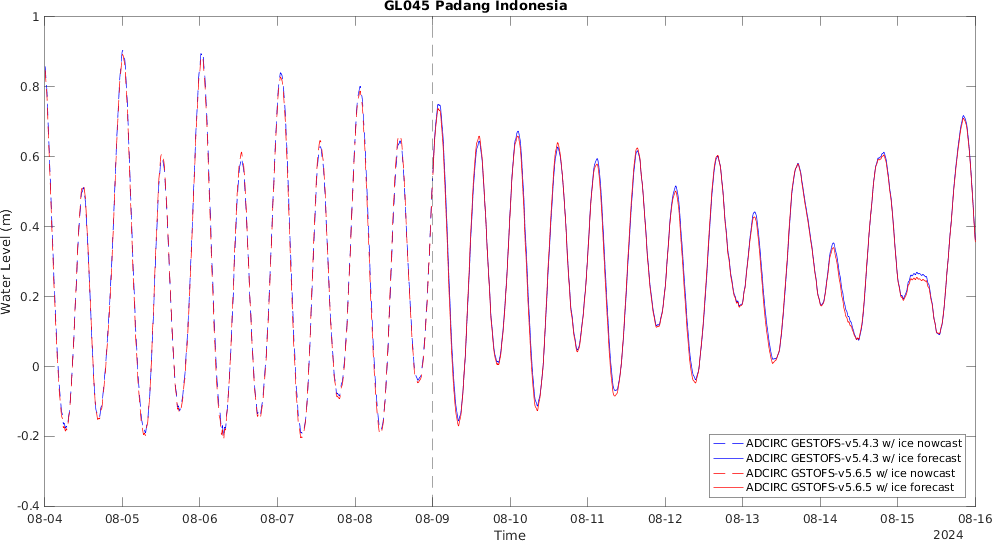 GL045 Padang Indonesia
1
0.8
0.6
0.4
0.2
0
-0.2
-0.4
Water Level (m)
08-04 08-05 08-06 08-07 08-08 08-09 08-10 08-11 08-12 08-13 08-14 08-15 08-16
Time
2024
ADCIRC GESTOFS-v5.4.3 w/ ice nowcast
ADCIRC GESTOFS-v5.4.3 w/ ice forecast
ADCIRC GSTOFS-v5.6.5 w/ ice nowcast
ADCIRC GSTOFS-v5.6.5 w/ ice forecast